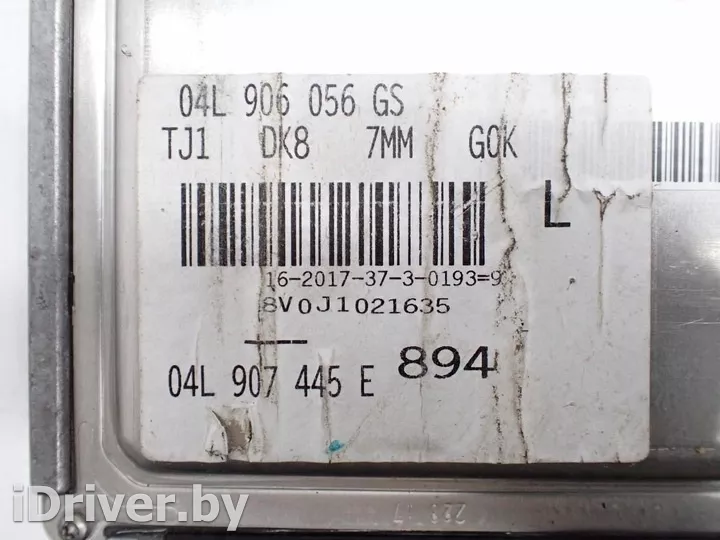 04L 906 056 GS
TJ1 DK8 7MM G0K
L
16-2017-37-3-0193=9
8V0J1021635
04L 907 445 E 894
iDriver.by